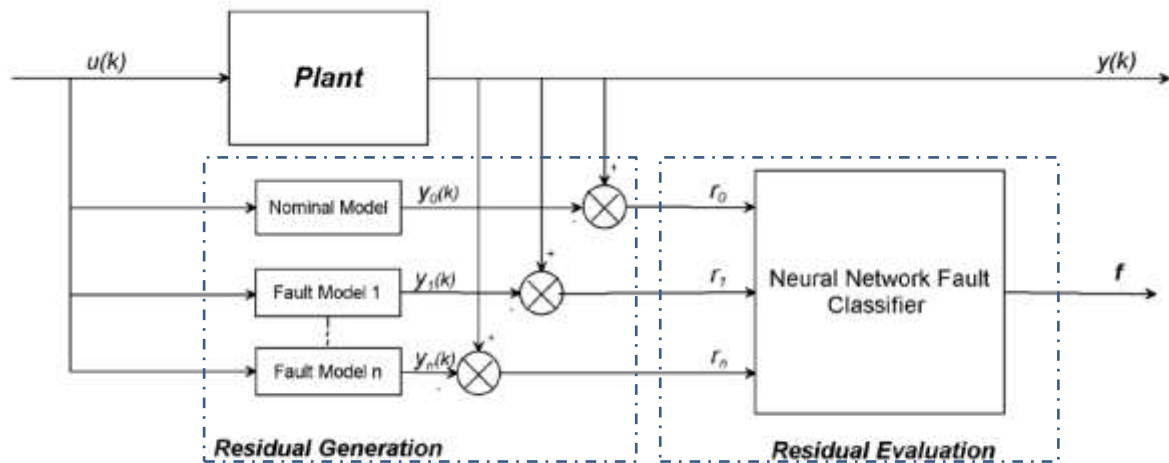 u(k)
Plant
y(k)
Nominal Model
y₀(k)
+
-
r₀
Fault Model 1
y₁(k)
+
-
r₁
Neural Network Fault
Classifier
f
Fault Model n
yₙ(k)
+
-
rₙ
Residual Generation
Residual Evaluation